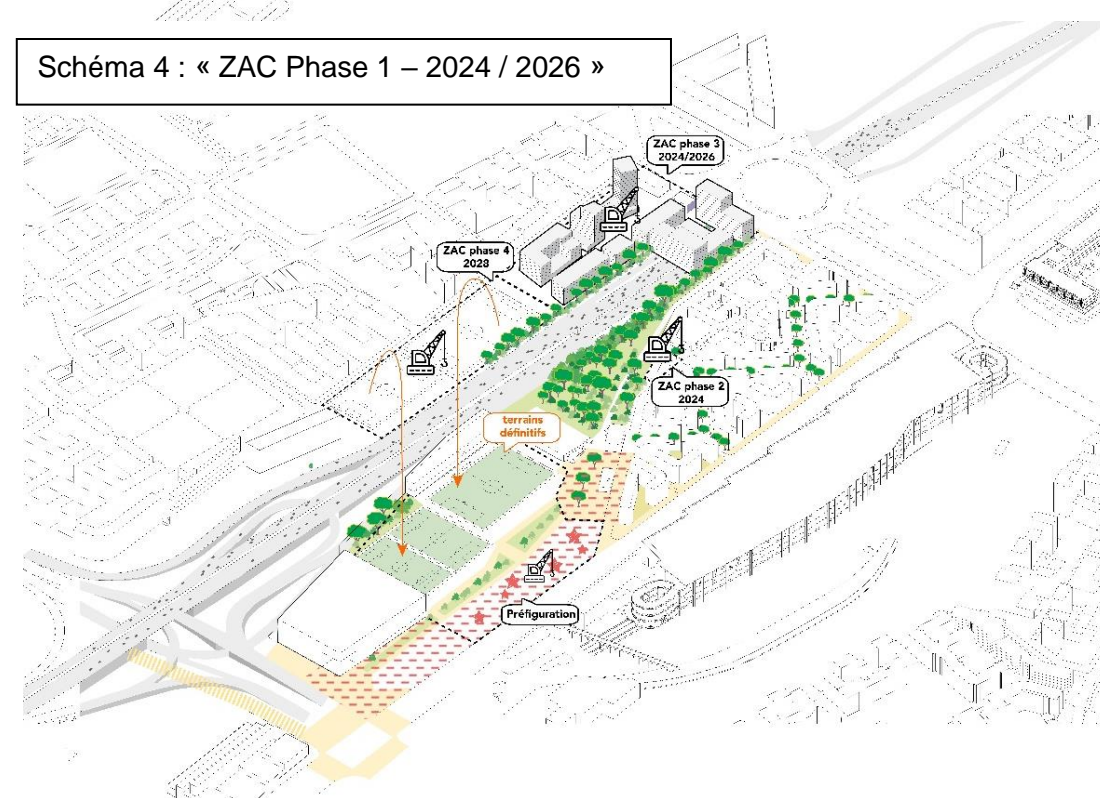 Schéma 4 : « ZAC Phase 1 – 2024 / 2026 »
ZAC phase 3
2024/2026
ZAC phase 4
2028
ZAC phase 2
2024
terrains
définitifs
Préfiguration